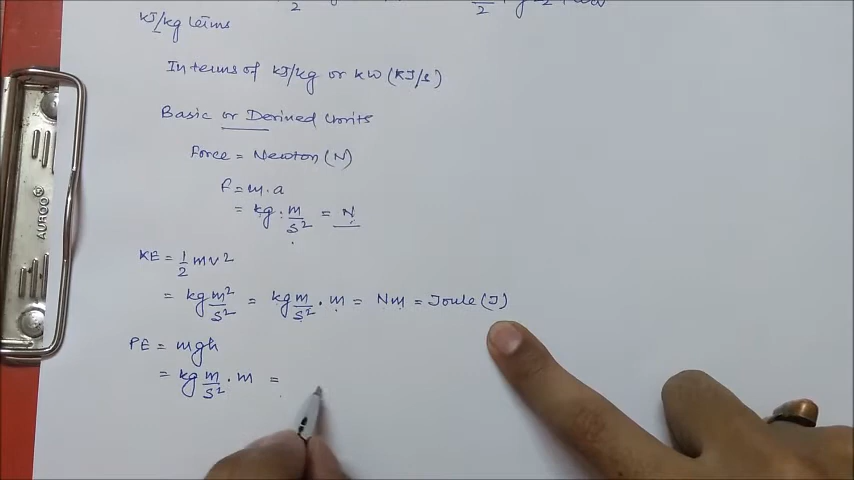 kJ/kg terms
In terms of kJ/kg or kW (kJ/s)
Basic or Derived Units
Force = Newton (N)
F = m . a
= kg . m/s² = N
KE = 1/2 mv²
= kg m²/s² = kg m/s² . m = Nm = Joule (J)
PE = mgh
= kg m/s² . m =
AUROO